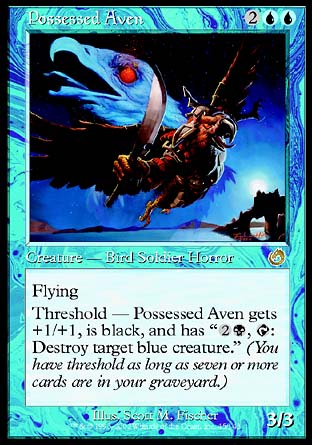 Possessed Aven 2
Creature — Bird Soldier Horror
Flying
Threshold — Possessed Aven gets
+1/+1, is black, and has “2, :
Destroy target blue creature.” (You
have threshold as long as seven or more
cards are in your graveyard.)
Illus. Scott M. Fischer
3/3